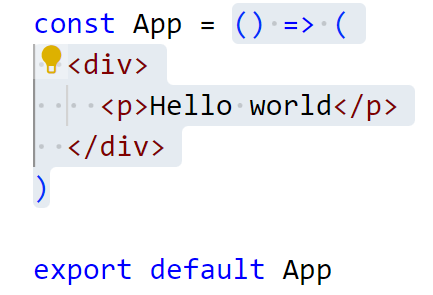 const App = () => (
  <div>
    <p>Hello world</p>
  </div>
)

export default App